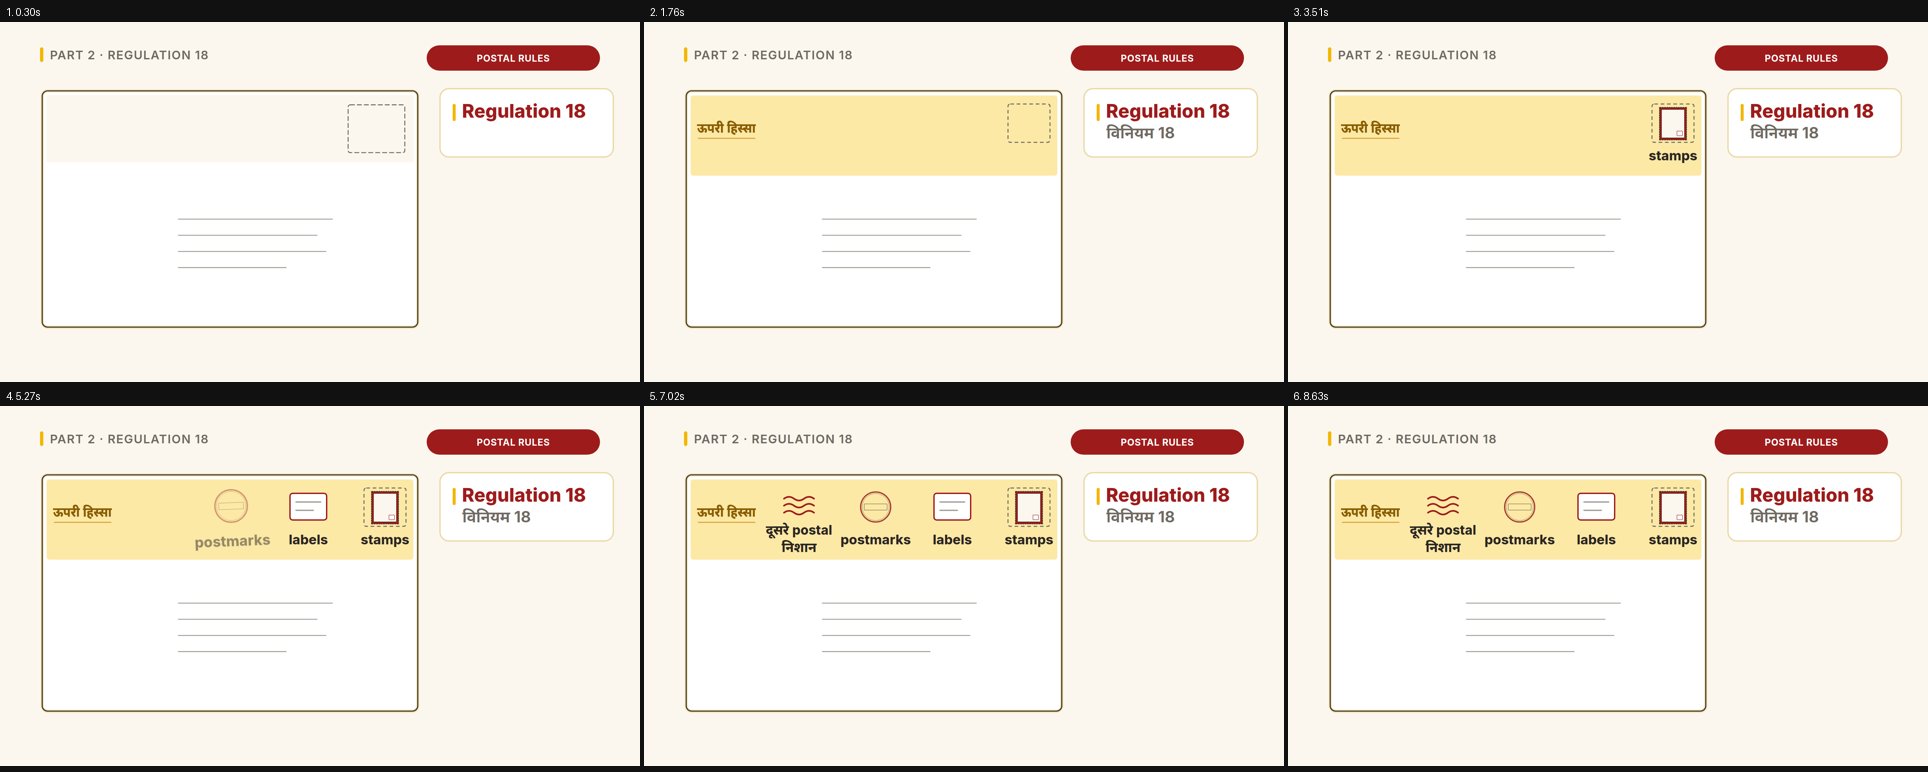 1. 0.30s
PART 2 · REGULATION 18
POSTAL RULES
Regulation 18
2. 1.76s
PART 2 · REGULATION 18
POSTAL RULES
ऊपरी हिस्सा
Regulation 18
विनियम 18
3. 3.51s
PART 2 · REGULATION 18
POSTAL RULES
ऊपरी हिस्सा
stamps
Regulation 18
विनियम 18
4. 5.27s
PART 2 · REGULATION 18
POSTAL RULES
ऊपरी हिस्सा
postmarks
labels
stamps
Regulation 18
विनियम 18
5. 7.02s
PART 2 · REGULATION 18
POSTAL RULES
ऊपरी हिस्सा
दूसरे postal
निशान
postmarks
labels
stamps
Regulation 18
विनियम 18
6. 8.63s
PART 2 · REGULATION 18
POSTAL RULES
ऊपरी हिस्सा
दूसरे postal
निशान
postmarks
labels
stamps
Regulation 18
विनियम 18